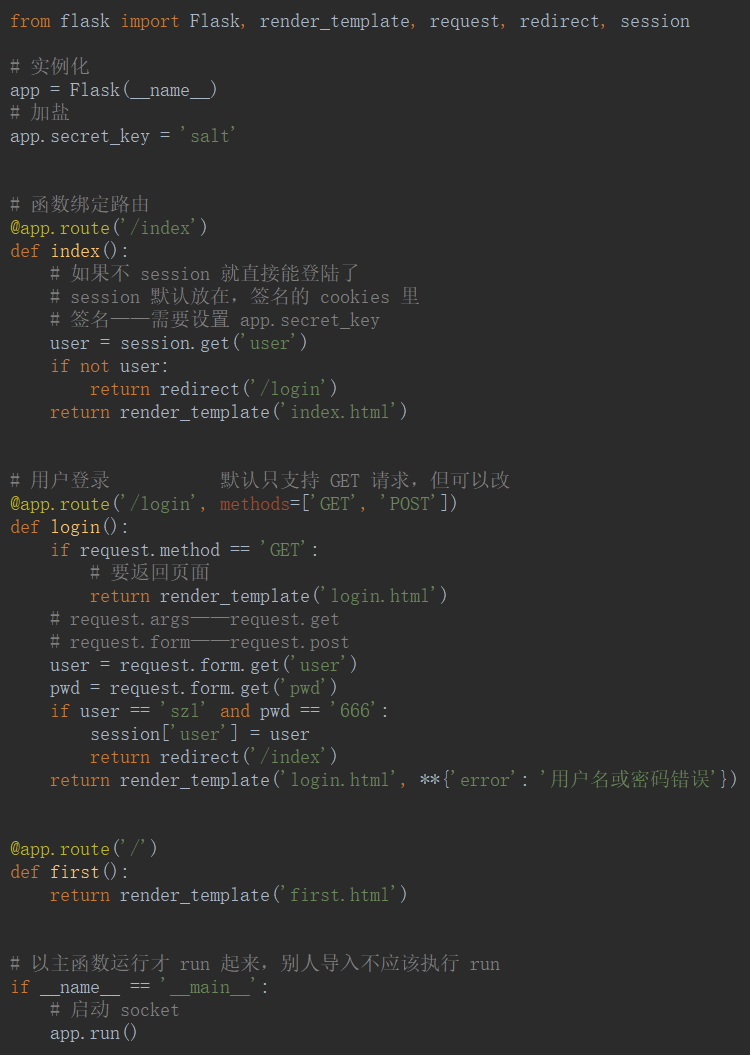 from flask import Flask, render_template, request, redirect, session
# 实例化
app = Flask(__name__)
# 加盐
app.secret_key = 'salt'
# 函数绑定路由
@app.route('/index')
def index():
    # 如果不 session 就直接能登陆了
    # session 默认放在，签名的 cookies 里
    # 签名——需要设置 app.secret_key
    user = session.get('user')
    if not user:
        return redirect('/login')
    return render_template('index.html')
# 用户登录           默认只支持 GET 请求，但可以改
@app.route('/login', methods=['GET', 'POST'])
def login():
    if request.method == 'GET':
        # 要返回页面
        return render_template('login.html')
    # request.args——request.get
    # request.form——request.post
    user = request.form.get('user')
    pwd = request.form.get('pwd')
    if user == 'szl' and pwd == '666':
        session['user'] = user
        return redirect('/index')
    return render_template('login.html', **{'error': '用户名或密码错误'})
@app.route('/')
def first():
    return render_template('first.html')
# 以主函数运行才 run 起来，别人导入不应该执行 run
if __name__ == '__main__':
    # 启动 socket
    app.run()